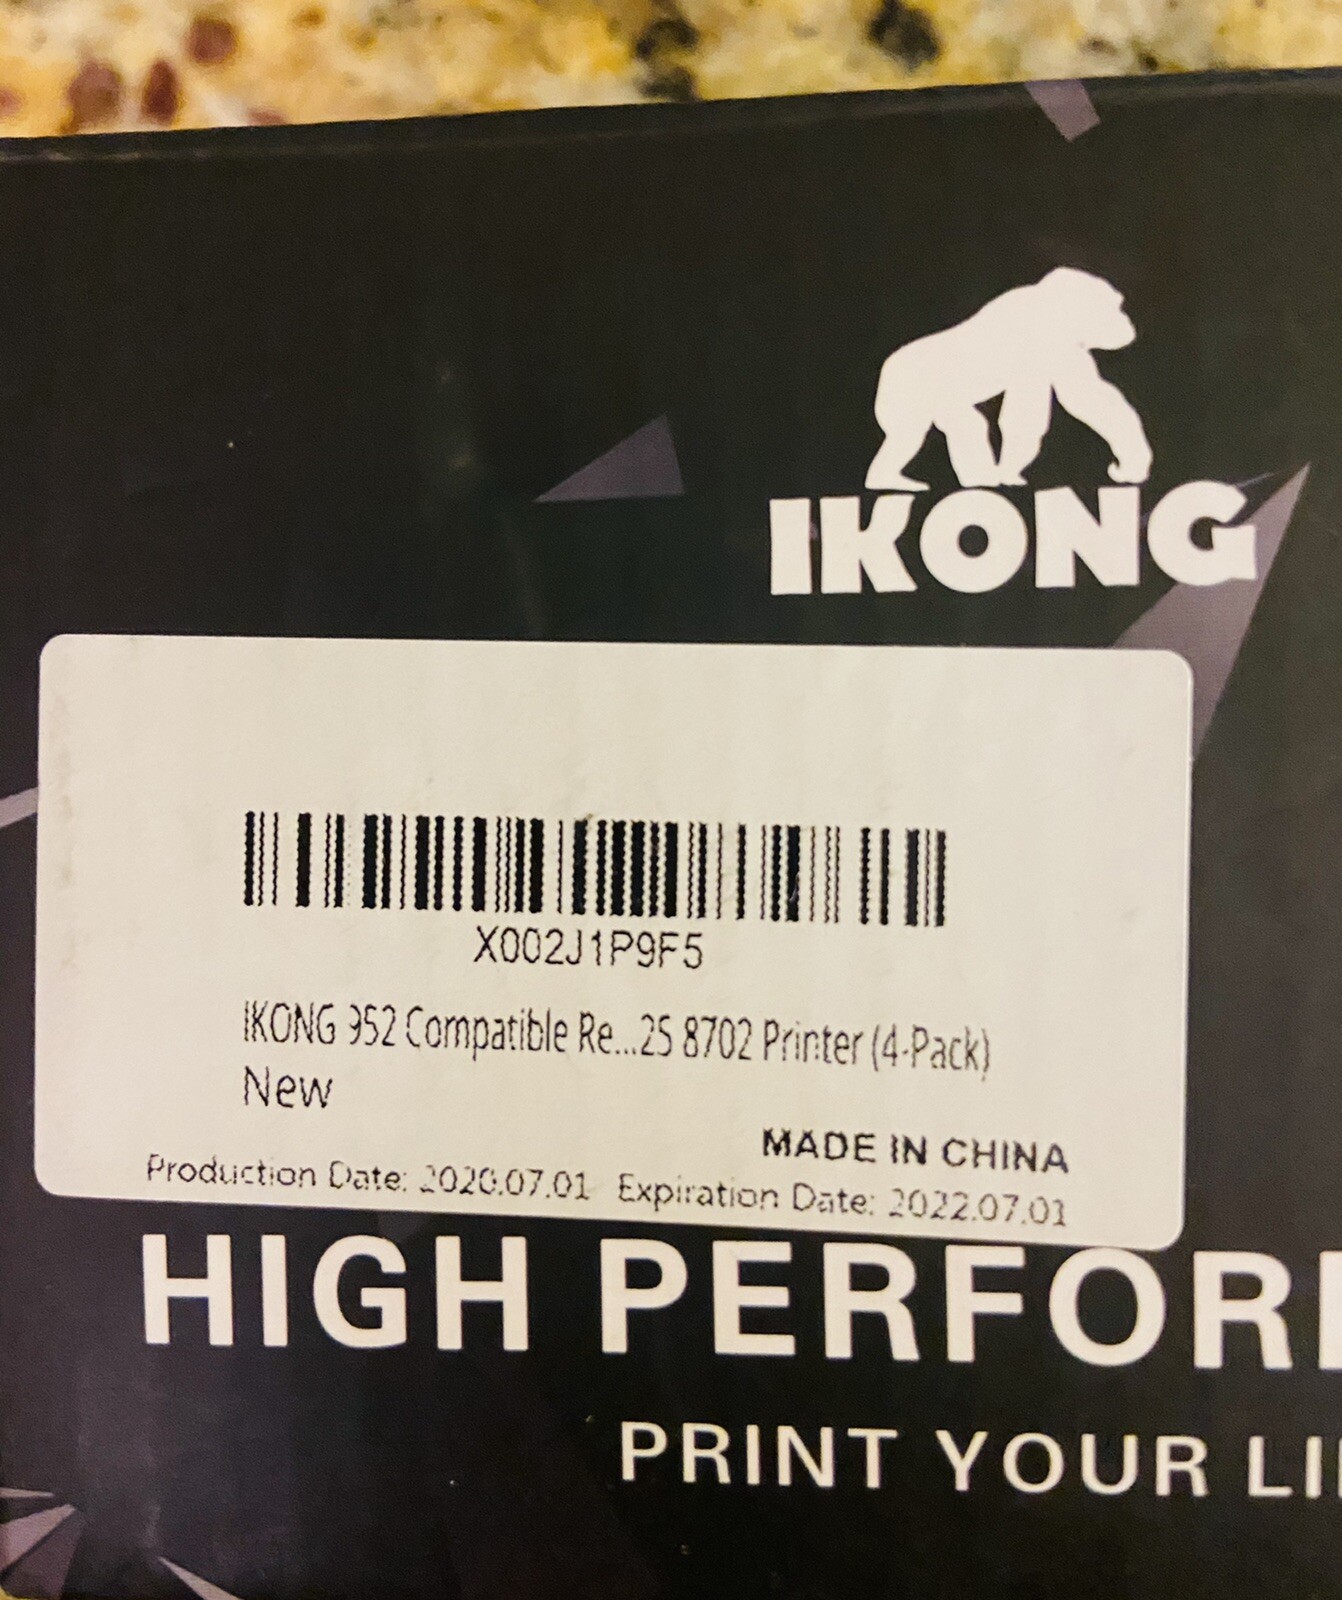 IKONG
X002J1P9F5
IKONG 952 Compatible Re...25 8702 Printer (4-Pack)
New
MADE IN CHINA
Production Date: 2020.07.01 Expiration Date: 2022.07.01
HIGH PERFOR
PRINT YOUR LI